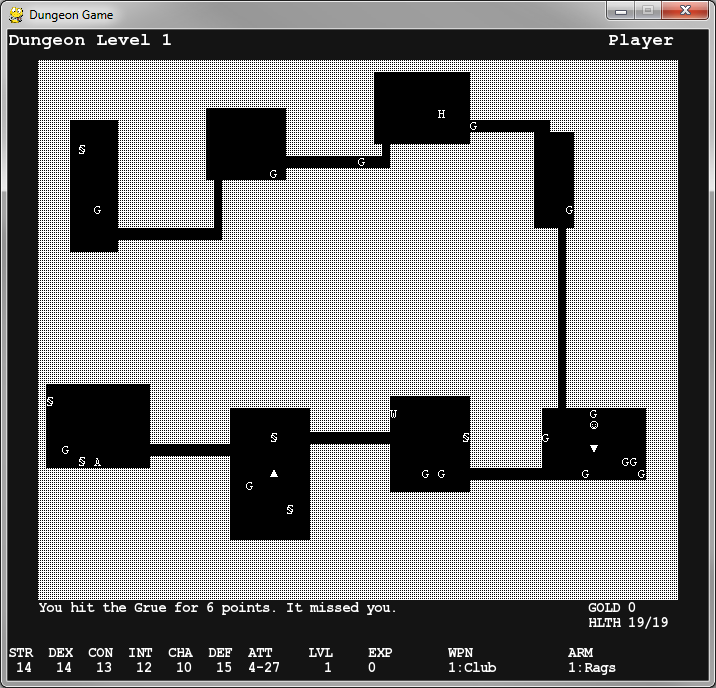 Dungeon Game
Dungeon Level 1 Player
H
G
S
G
G
G G
S
W G
S S G
G
S A GG
G G G G
G
S
You hit the Grue for 6 points. It missed you. GOLD 0
HLTH 19/19
STR DEX CON INT CHA DEF ATT LVL EXP WPN ARM
14 14 13 12 10 15 4-27 1 0 1:Club 1:Rags